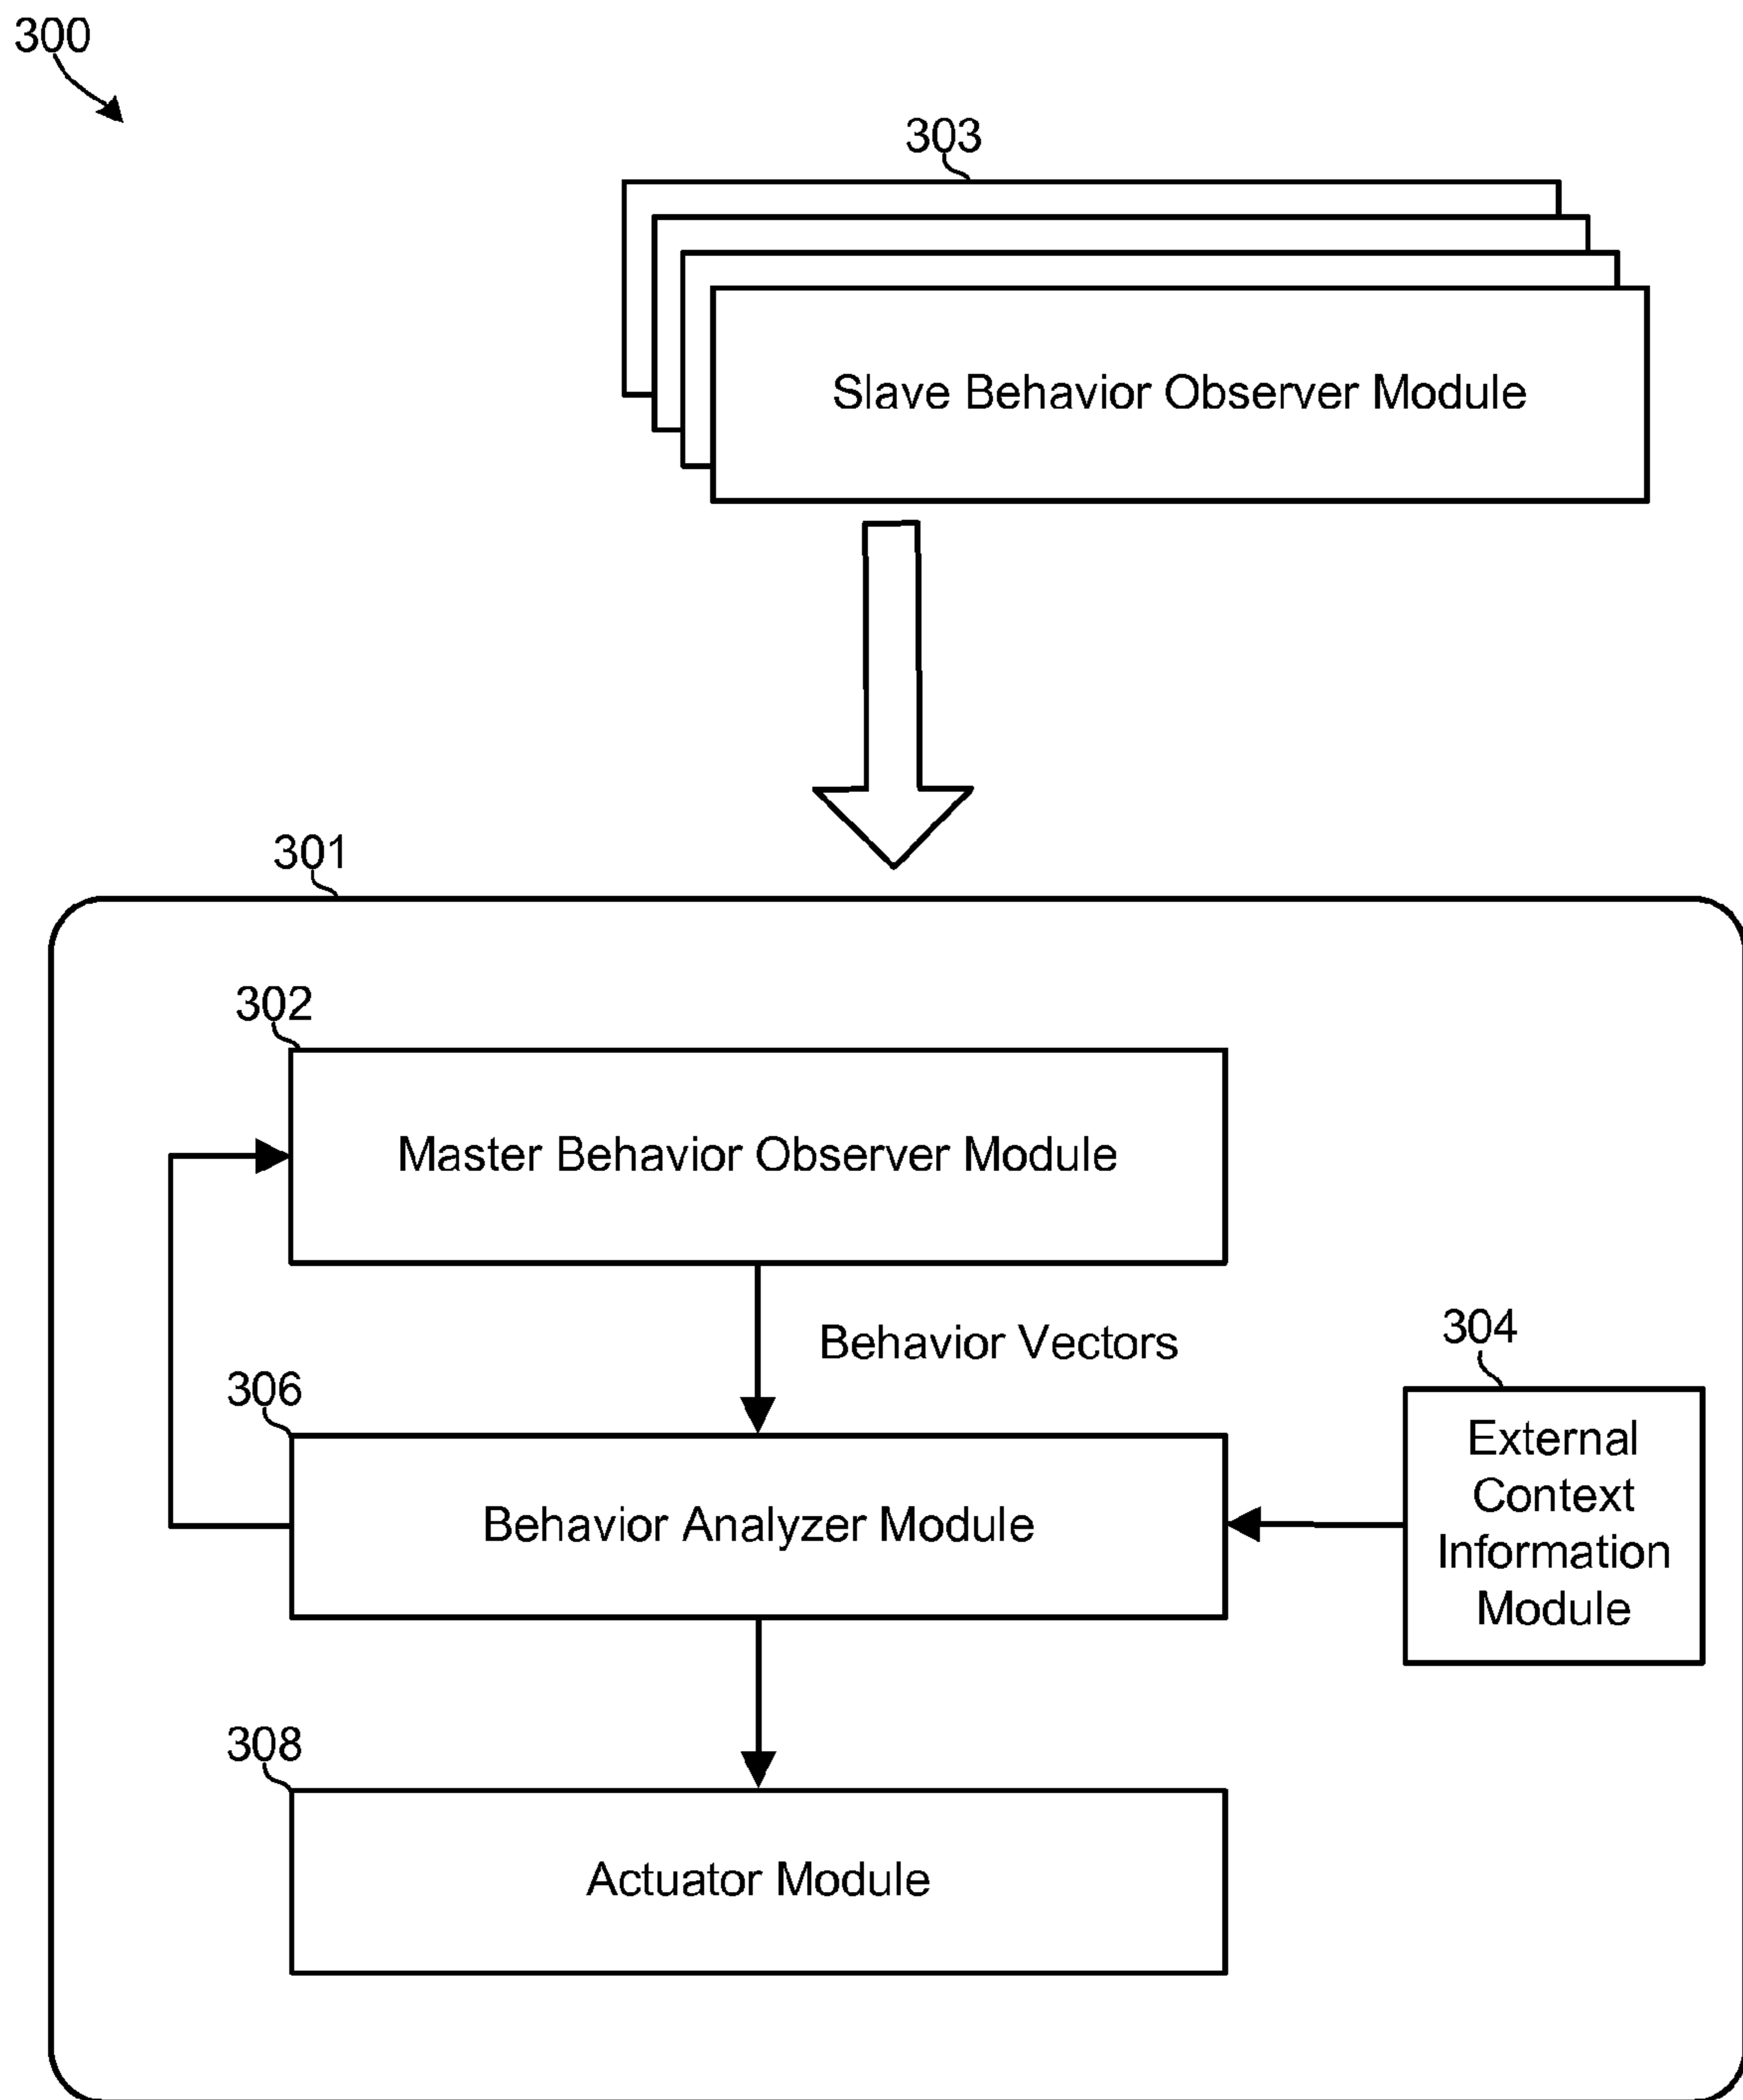 300
303
Slave Behavior Observer Module
301
302
Master Behavior Observer Module
Behavior Vectors
304
306
External
Context
Information
Module
Behavior Analyzer Module
308
Actuator Module